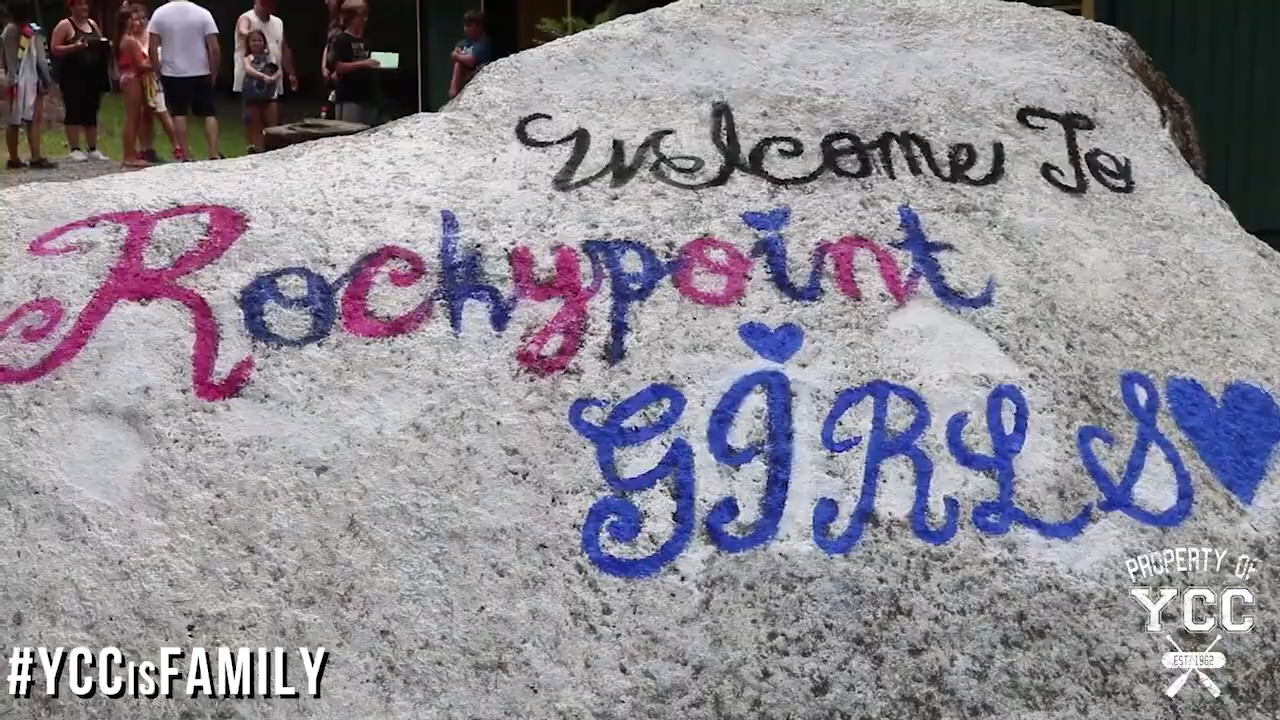 Welcome To
Rockypoint
GIRLS
PROPERTY OF
YCC
EST. 1962
#YCCisFAMILY